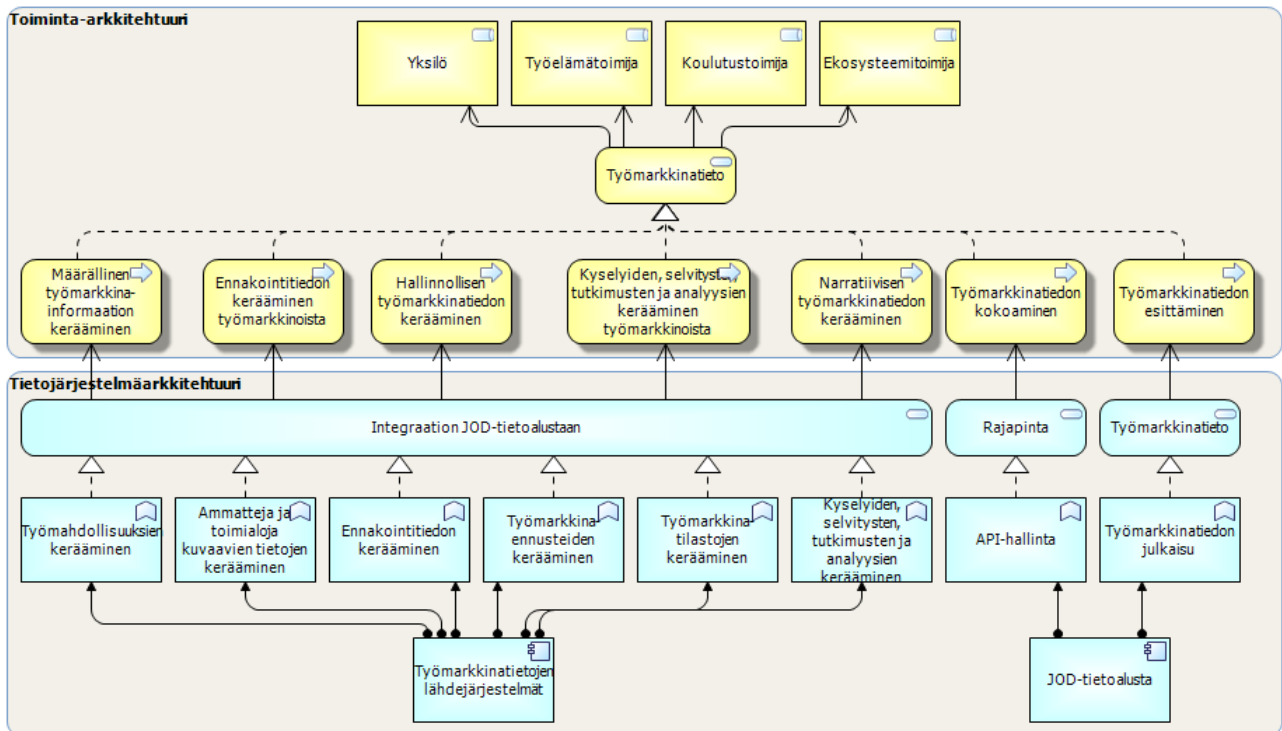 Toiminta-arkkitehtuuri
Yksilö
Työelämätoimija
Koulutustoimija
Ekosysteemitoimija
Työmarkkinatieto
Määrällinen
työmarkkina-
informaation
kerääminen
Ennakointitiedon
kerääminen
työmarkkinoista
Hallinnollisen
työmarkkinatiedon
kerääminen
Kyselyiden, selvitysten,
tutkimusten ja analyysien
kerääminen
työmarkkinoista
Narratiivisen
työmarkkinatiedon
kerääminen
Työmarkkinatiedon
kokoaminen
Työmarkkinatiedon
esittäminen
Tietojärjestelmäarkkitehtuuri
Integraation JOD-tietoalustaan
Rajapinta
Työmarkkinatieto
Työmahdollisuuksien
kerääminen
Ammatteja ja
toimialoja
kuvaavien tietojen
kerääminen
Ennakointitiedon
kerääminen
Työmarkkina-
ennusteiden
kerääminen
Työmarkkina-
tilastojen
kerääminen
Kyselyiden,
selvitysten,
tutkimusten ja
analyysien
kerääminen
API-hallinta
Työmarkkinatiedon
julkaisu
Työmarkkinatietojen
lähdejärjestelmät
JOD-tietoalusta